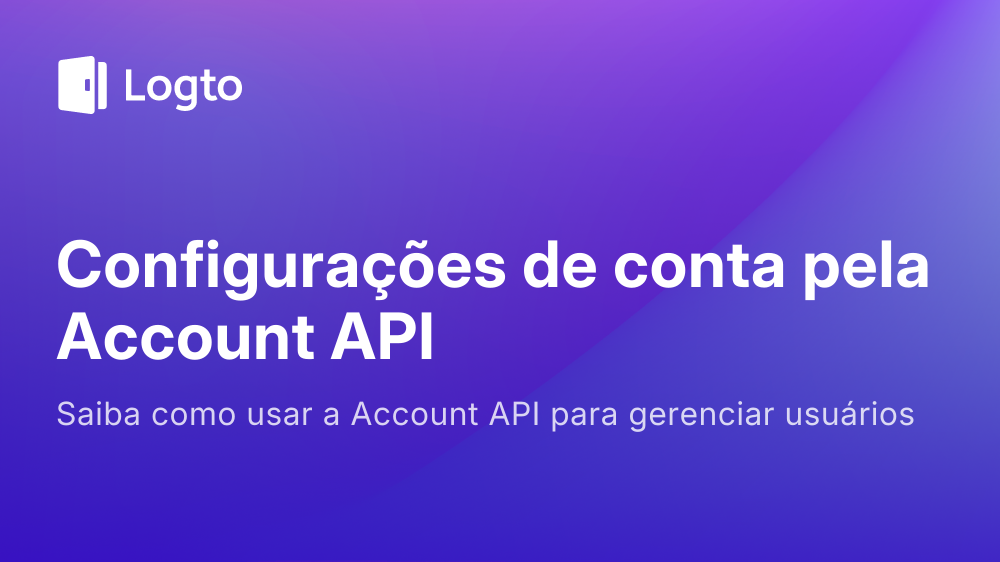 Logto
Configurações de conta pela
Account API
Saiba como usar a Account API para gerenciar usuários